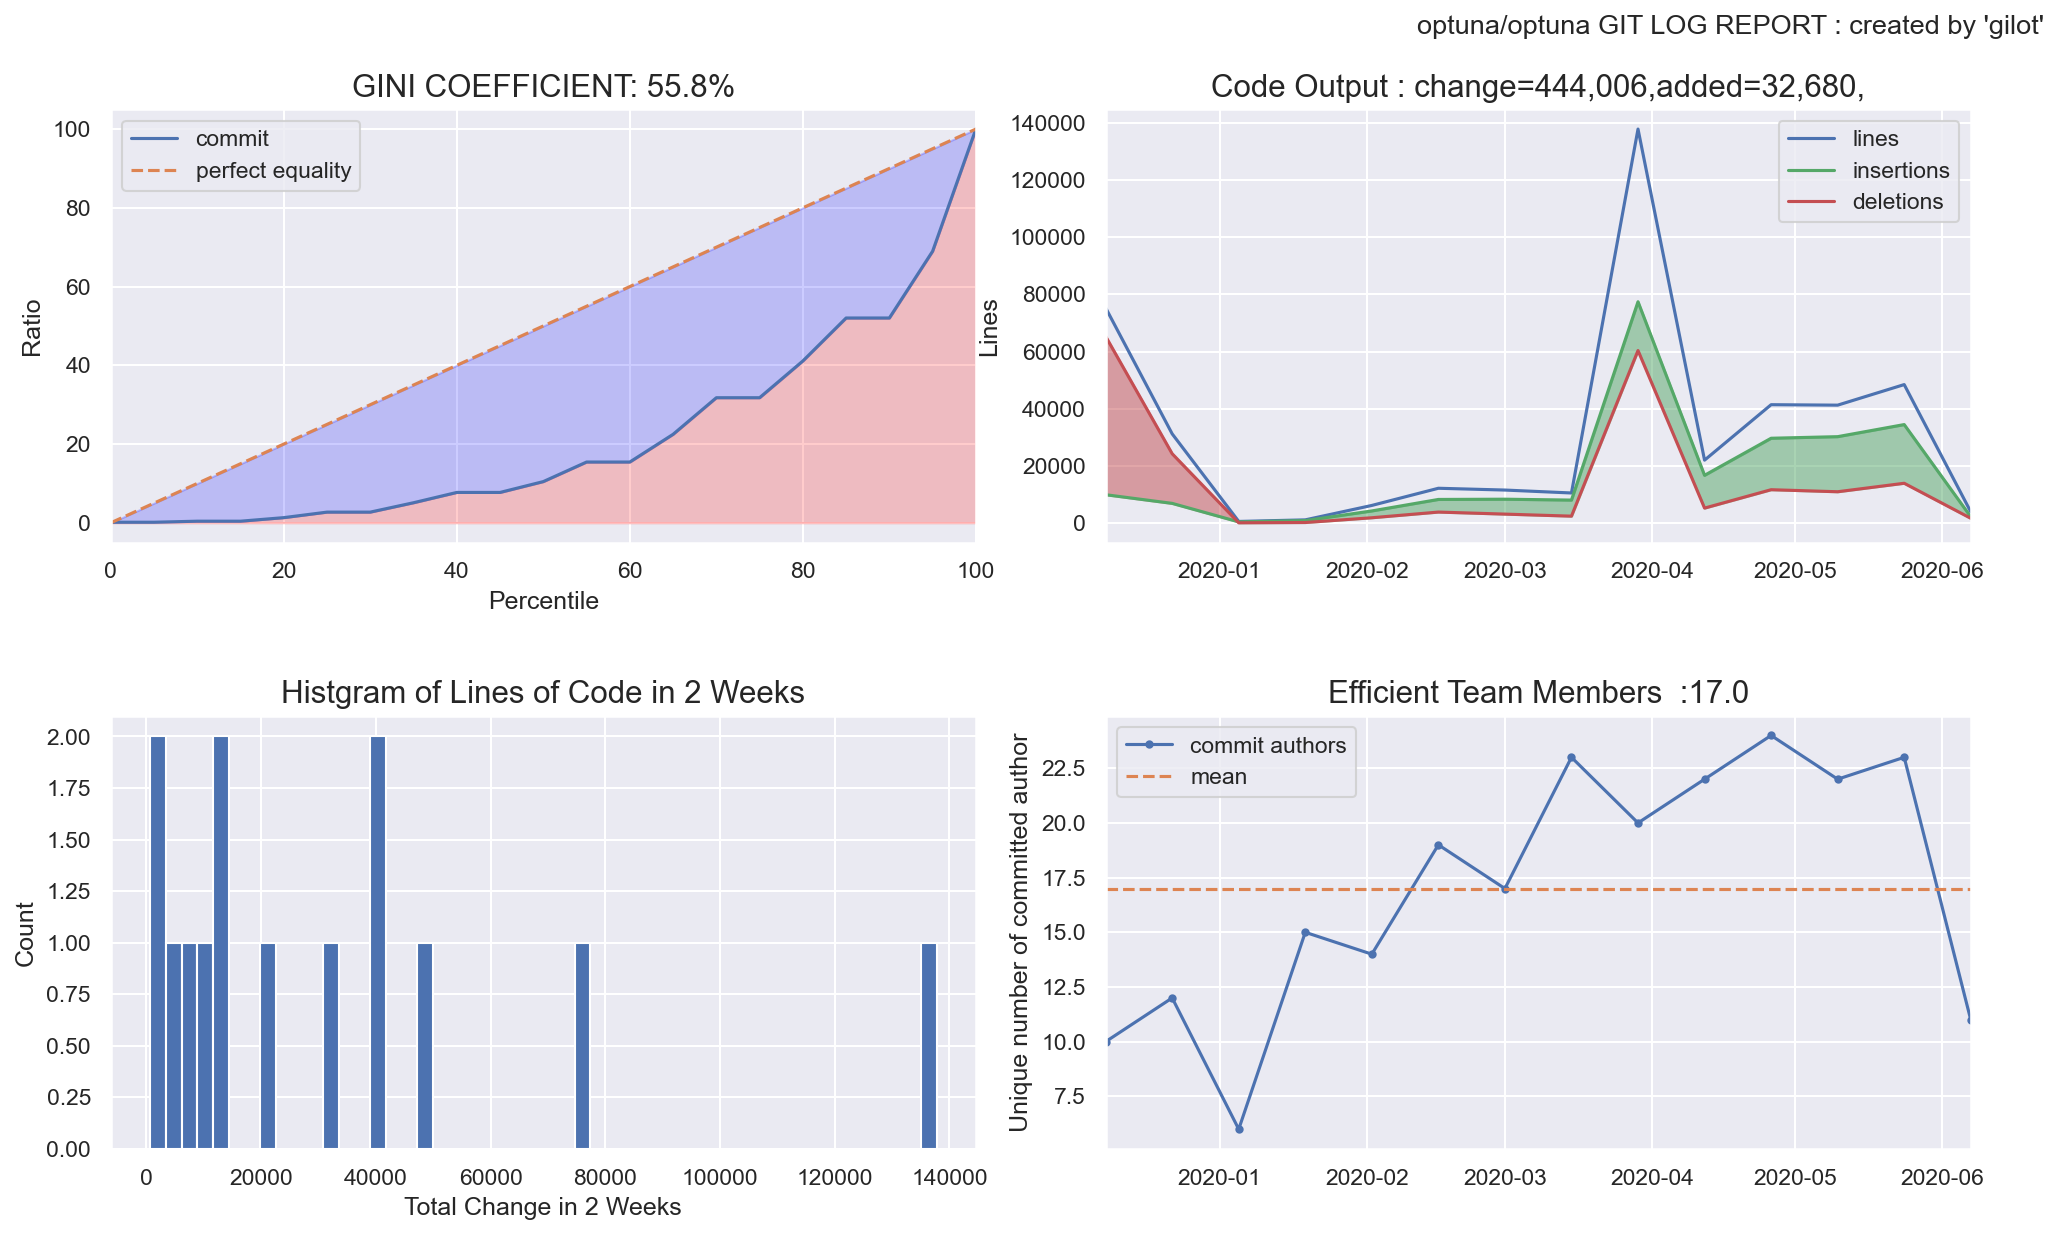 optuna/optuna GIT LOG REPORT : created by 'gilot'
GINI COEFFICIENT: 55.8%
commit
perfect equality
100
80
60
40
20
0
Ratio
0 20 40 60 80 100
Percentile
Code Output : change=444,006,added=32,680,
lines
insertions
deletions
140000
120000
100000
80000
60000
40000
20000
0
Lines
2020-01 2020-02 2020-03 2020-04 2020-05 2020-06
Histgram of Lines of Code in 2 Weeks
2.00
1.75
1.50
1.25
1.00
0.75
0.50
0.25
0.00
Count
0 20000 40000 60000 80000 100000 120000 140000
Total Change in 2 Weeks
Efficient Team Members :17.0
commit authors
mean
22.5
20.0
17.5
15.0
12.5
10.0
7.5
Unique number of committed author
2020-01 2020-02 2020-03 2020-04 2020-05 2020-06